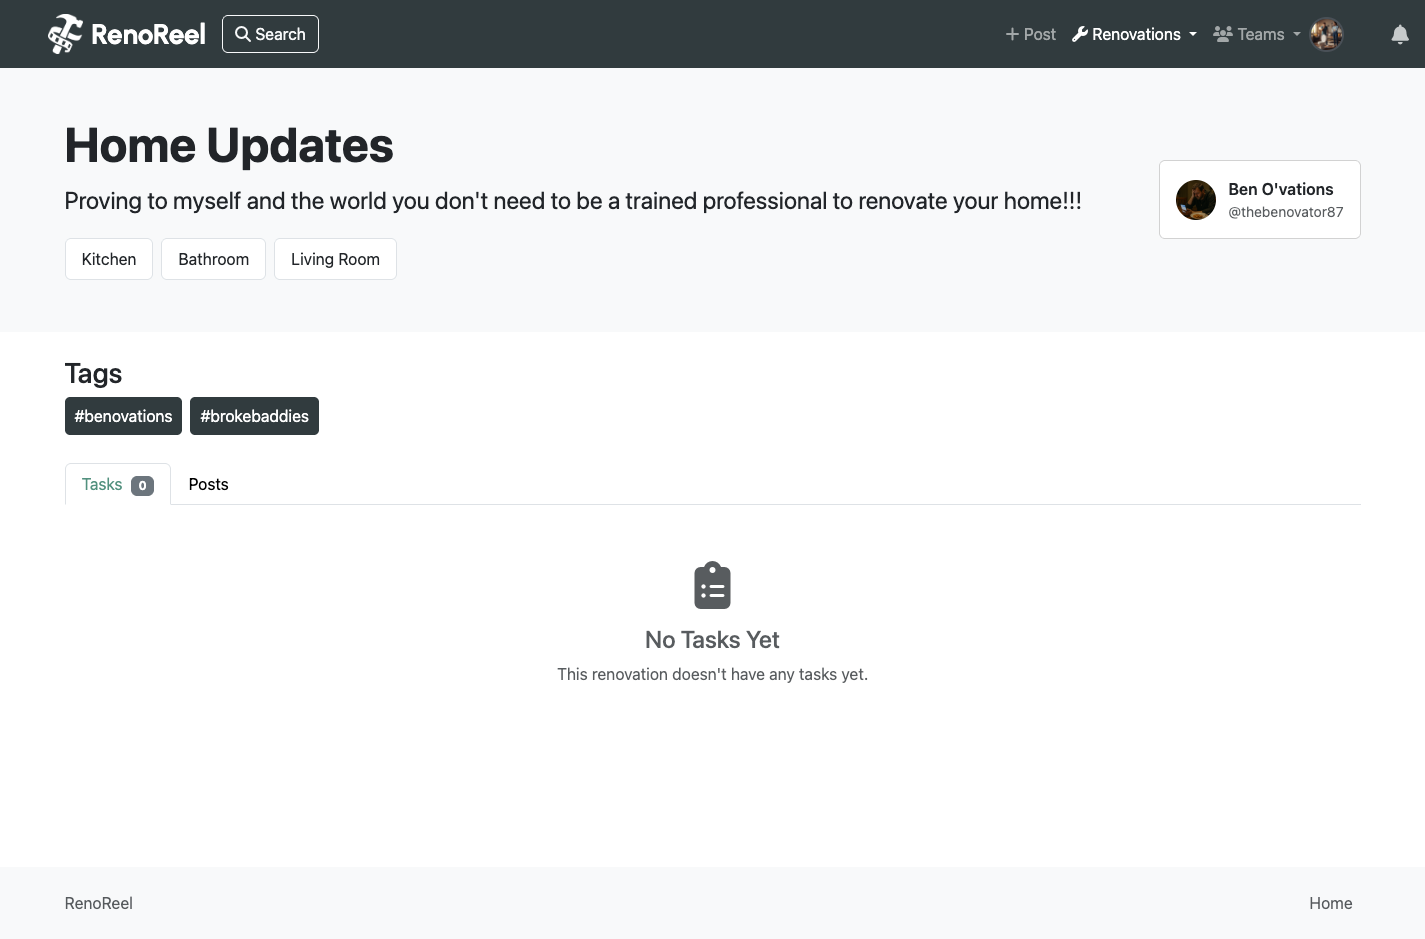 RenoReel
Search
Post
Renovations
Teams
Home Updates
Proving to myself and the world you don't need to be a trained professional to renovate your home!!!
Kitchen
Bathroom
Living Room
Ben O'vations
@thebenovator87
Tags
#benovations
#brokebaddies
Tasks 0
Posts
No Tasks Yet
This renovation doesn't have any tasks yet.
RenoReel
Home